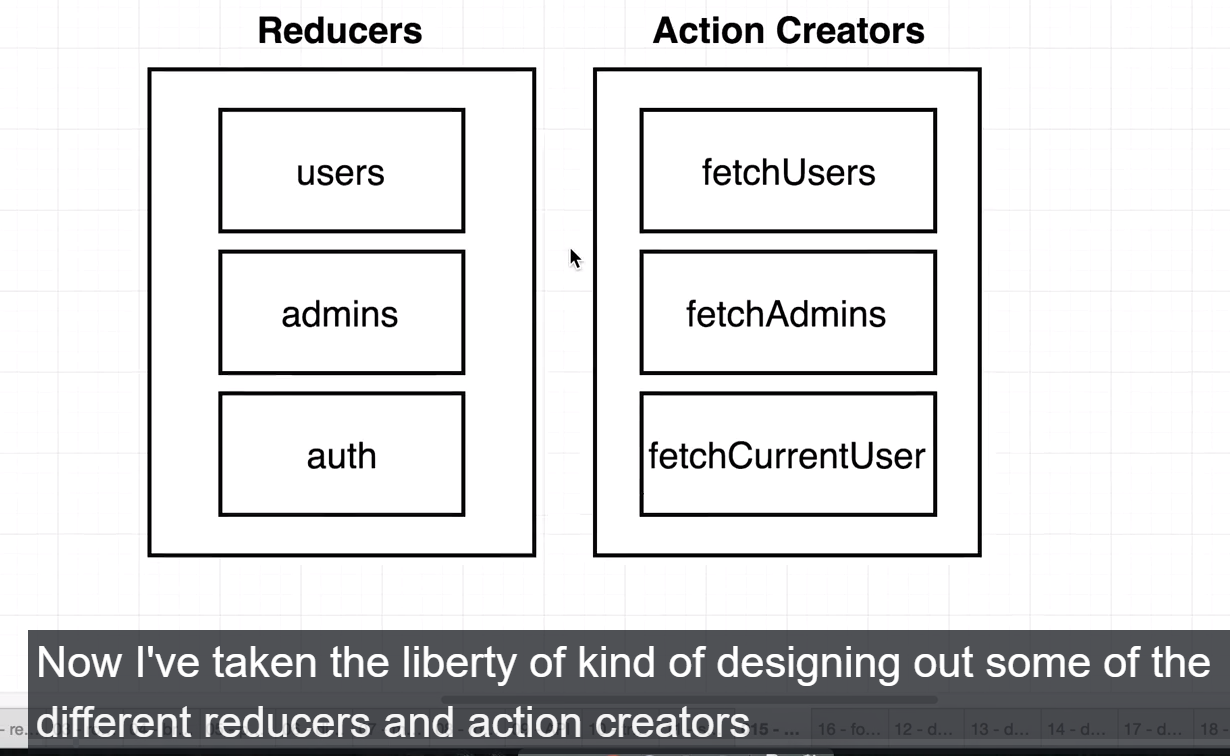 Reducers
Action Creators
users
fetchUsers
admins
fetchAdmins
auth
fetchCurrentUser
Now I've taken the liberty of kind of designing out some of the
different reducers and action creators
15 - ...
16 - fo...
12 - d...
13 - d...
14 - d...
17 - d...
18